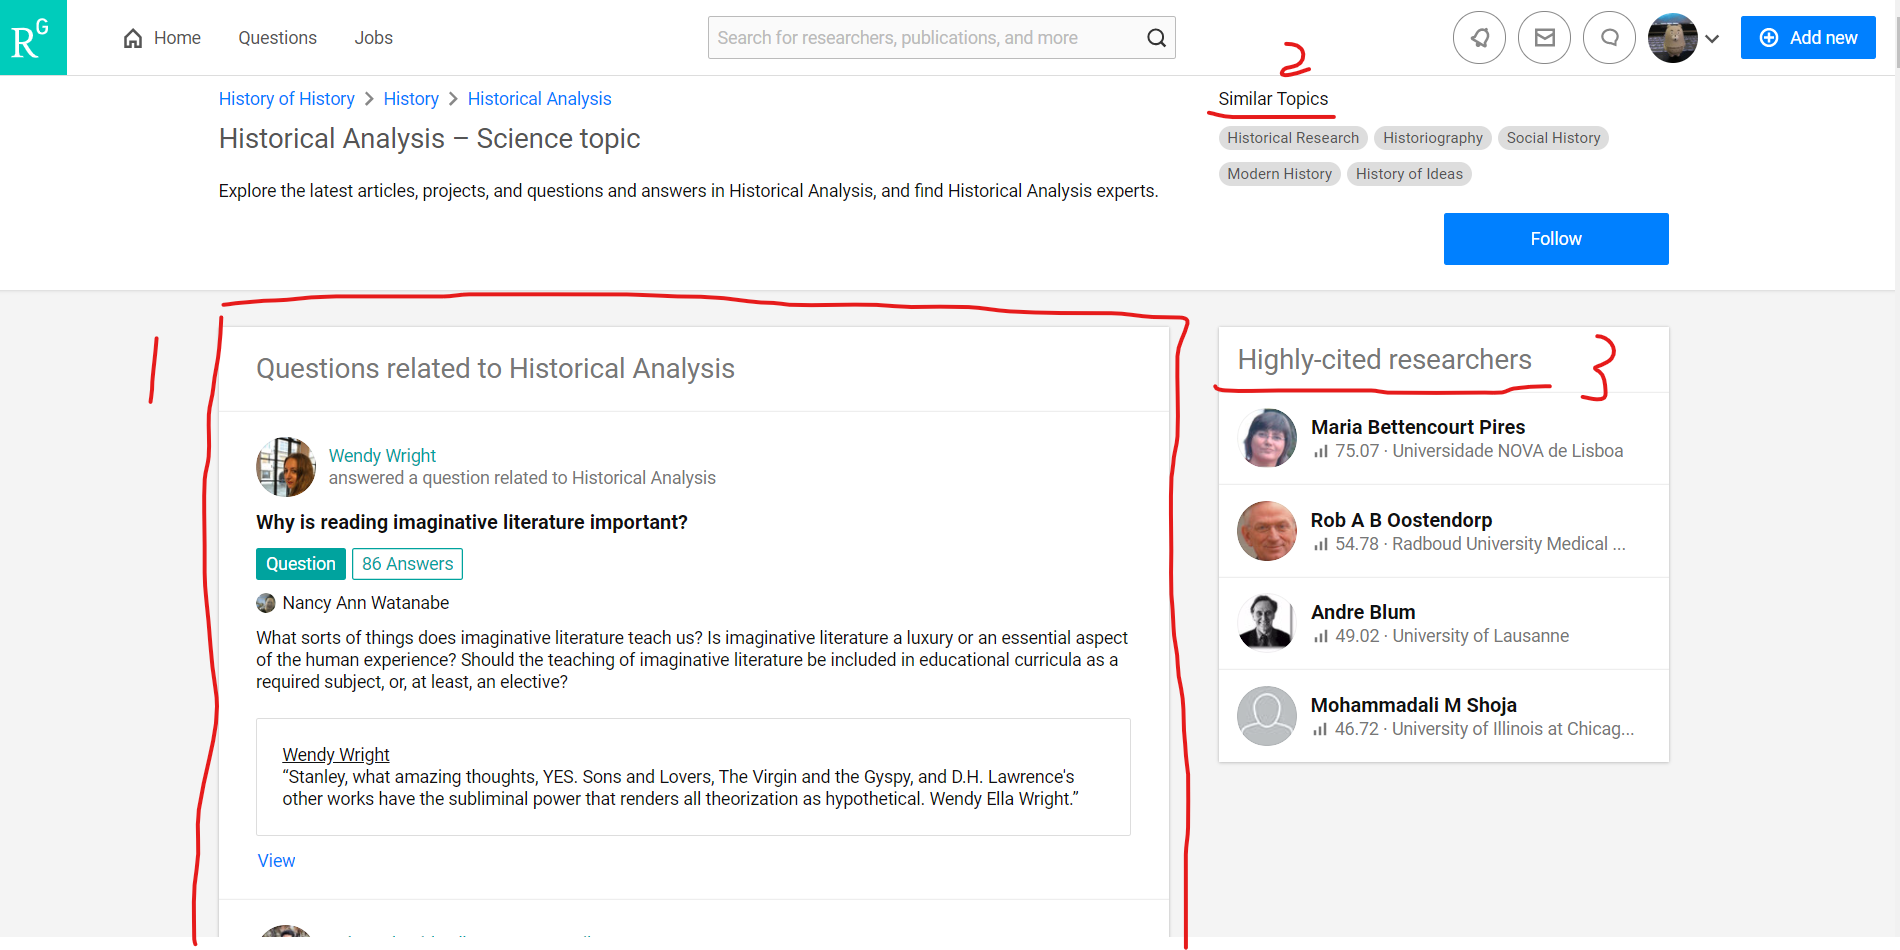 RG
Home Questions Jobs
Search for researchers, publications, and more
Add new
2
History of History > History > Historical Analysis
Historical Analysis – Science topic
Explore the latest articles, projects, and questions and answers in Historical Analysis, and find Historical Analysis experts.
Similar Topics
Historical Research Historiography Social History
Modern History History of Ideas
Follow
1
Questions related to Historical Analysis
Wendy Wright
answered a question related to Historical Analysis
Why is reading imaginative literature important?
Question 86 Answers
Nancy Ann Watanabe
What sorts of things does imaginative literature teach us? Is imaginative literature a luxury or an essential aspect
of the human experience? Should the teaching of imaginative literature be included in educational curricula as a
required subject, or, at least, an elective?
Wendy Wright
“Stanley, what amazing thoughts, YES. Sons and Lovers, The Virgin and the Gyspy, and D.H. Lawrence's
other works have the subliminal power that renders all theorization as hypothetical. Wendy Ella Wright.”
View
Highly-cited researchers
3
Maria Bettencourt Pires
75.07 · Universidade NOVA de Lisboa
Rob A B Oostendorp
54.78 · Radboud University Medical ...
Andre Blum
49.02 · University of Lausanne
Mohammadali M Shoja
46.72 · University of Illinois at Chicag...